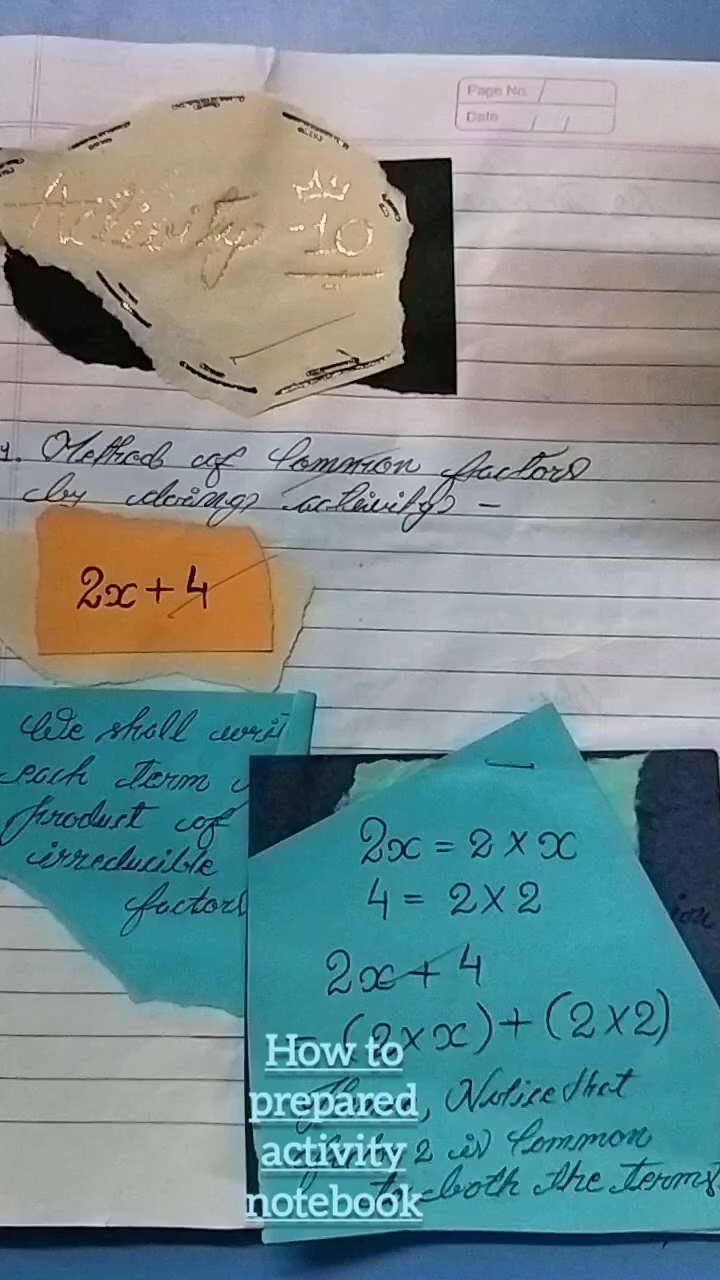 Page No.
Date
Activity -10
1. Method of Common factors
by doing activity -
2x + 4
We shall writ
each term
product of
irreducible
factors
2x = 2 × x
4 = 2 × 2
2x + 4
= (2 × x) + (2 × 2)
Notice that
2 is Common
to both the terms
How to
prepared
activity
notebook